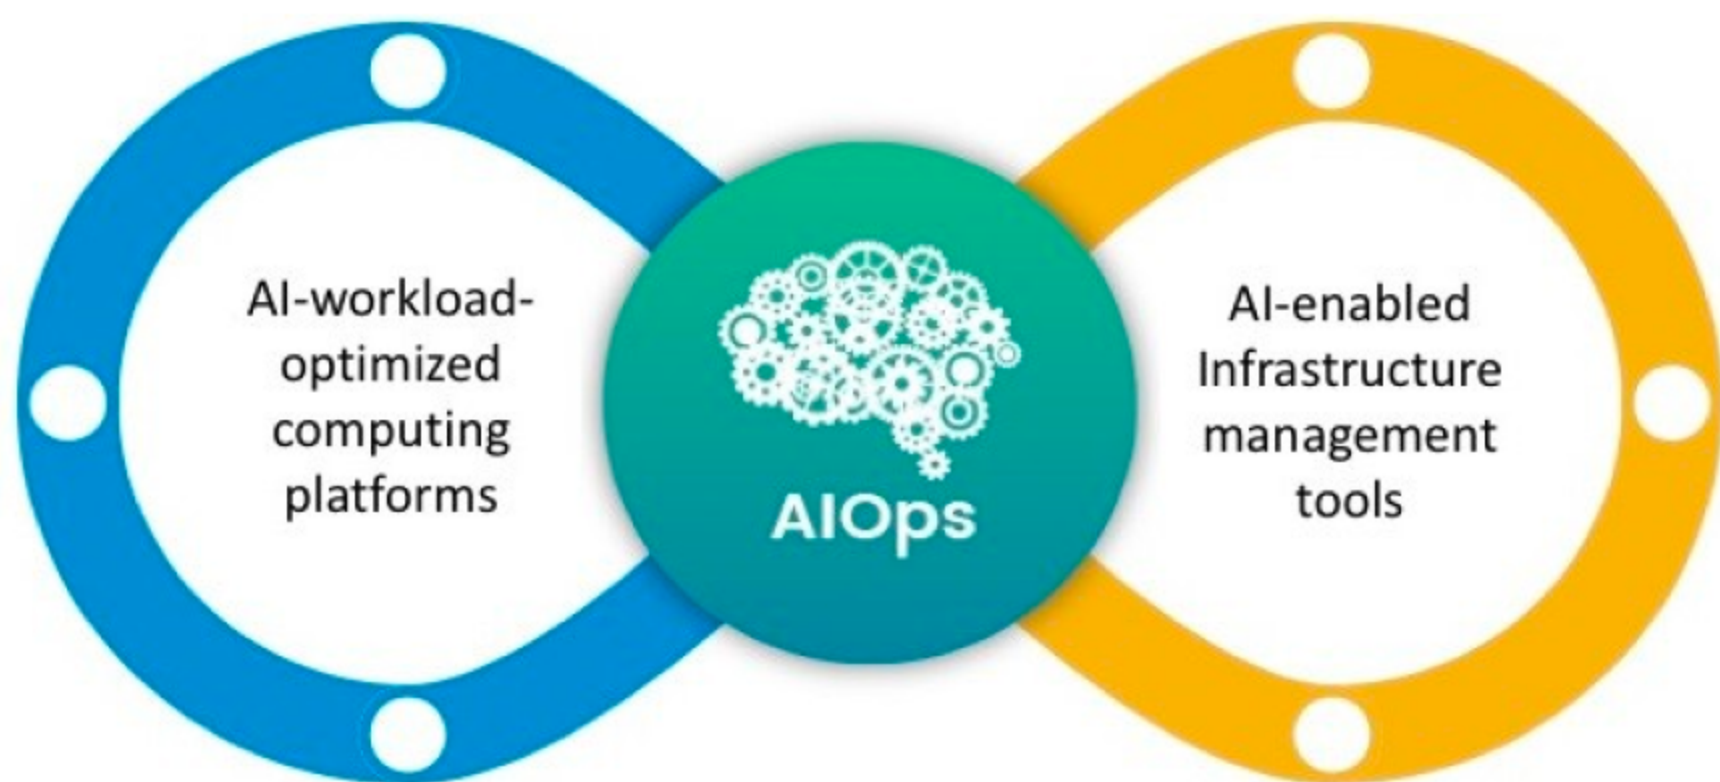 AI-workload-
optimized
computing
platforms
AIOps
AI-enabled
Infrastructure
management
tools